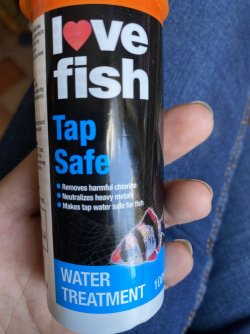 love
fish
Tap
Safe
Removes harmful chlorine
Neutralizes heavy metals
Makes tap water safe for fish
WATER
TREATMENT